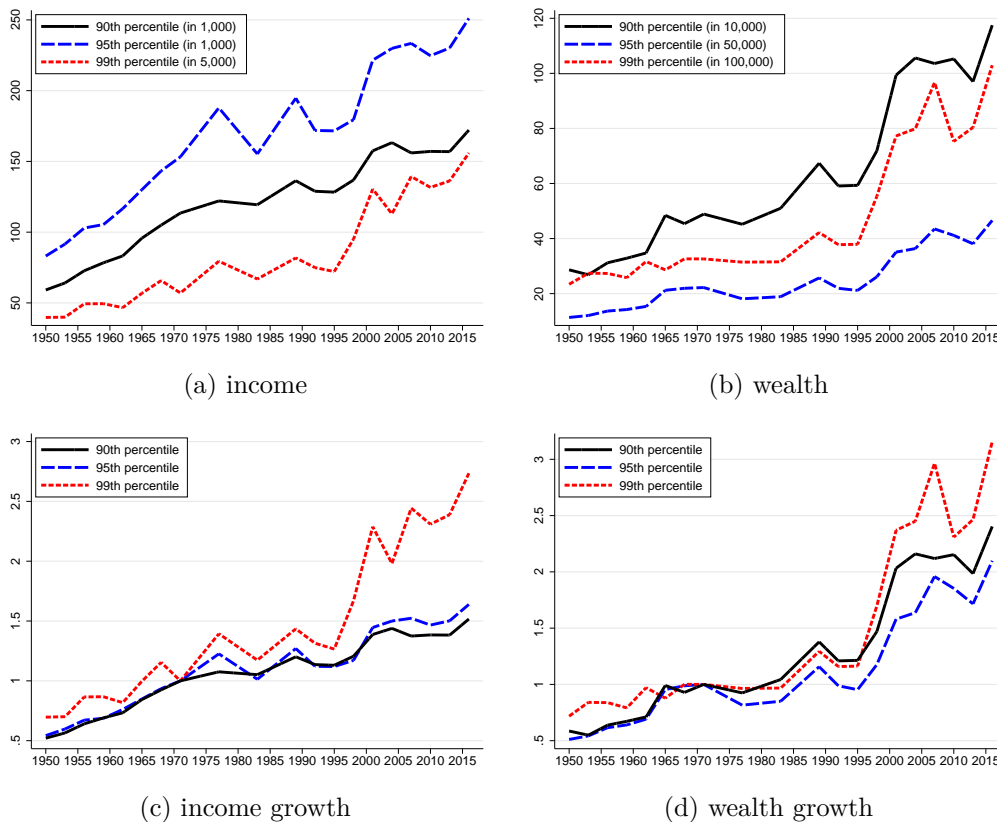 90th percentile (in 1,000)
95th percentile (in 1,000)
99th percentile (in 5,000)
250
200
150
100
50
1950 1955 1960 1965 1970 1975 1980 1985 1990 1995 2000 2005 2010 2015
(a) income
90th percentile (in 10,000)
95th percentile (in 50,000)
99th percentile (in 100,000)
120
100
80
60
40
20
1950 1955 1960 1965 1970 1975 1980 1985 1990 1995 2000 2005 2010 2015
(b) wealth
90th percentile
95th percentile
99th percentile
3
2.5
2
1.5
1
.5
1950 1955 1960 1965 1970 1975 1980 1985 1990 1995 2000 2005 2010 2015
(c) income growth
90th percentile
95th percentile
99th percentile
3
2.5
2
1.5
1
.5
1950 1955 1960 1965 1970 1975 1980 1985 1990 1995 2000 2005 2010 2015
(d) wealth growth